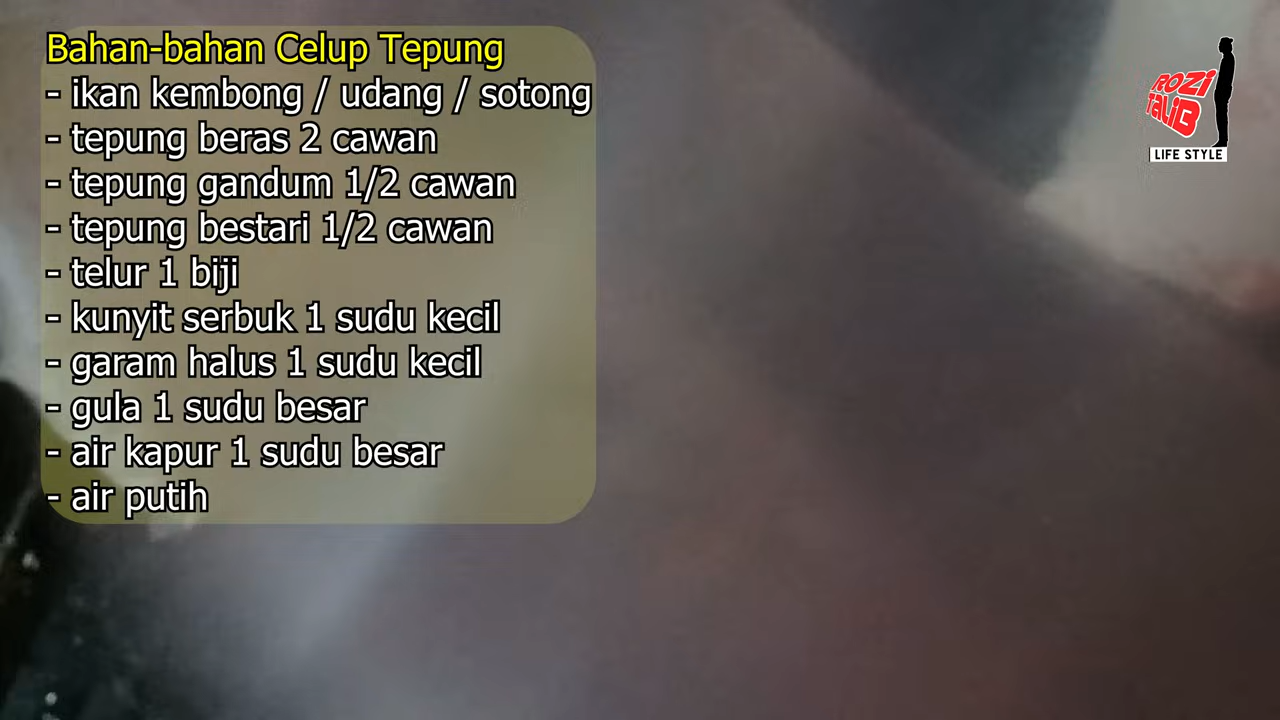 Bahan-bahan Celup Tepung
- ikan kembong / udang / sotong
- tepung beras 2 cawan
- tepung gandum 1/2 cawan
- tepung bestari 1/2 cawan
- telur 1 biji
- kunyit serbuk 1 sudu kecil
- garam halus 1 sudu kecil
- gula 1 sudu besar
- air kapur 1 sudu besar
- air putih
ROZI
TALIB
LIFE STYLE